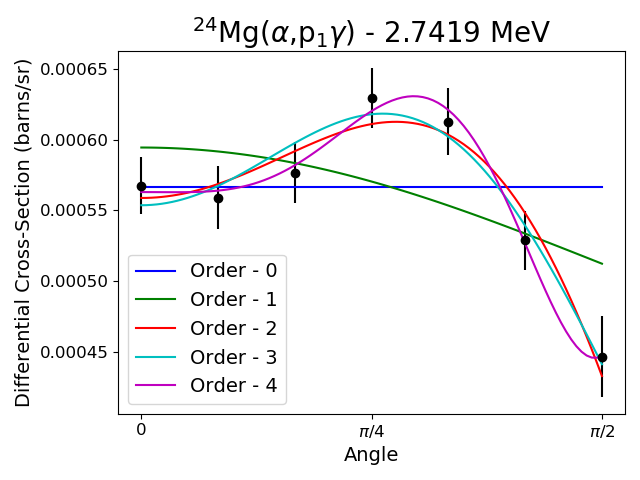 ²⁴Mg(α,p₁γ) - 2.7419 MeV
Differential Cross-Section (barns/sr)
0.00065
0.00060
0.00055
0.00050
0.00045
Order - 0
Order - 1
Order - 2
Order - 3
Order - 4
0 π/4 π/2
Angle